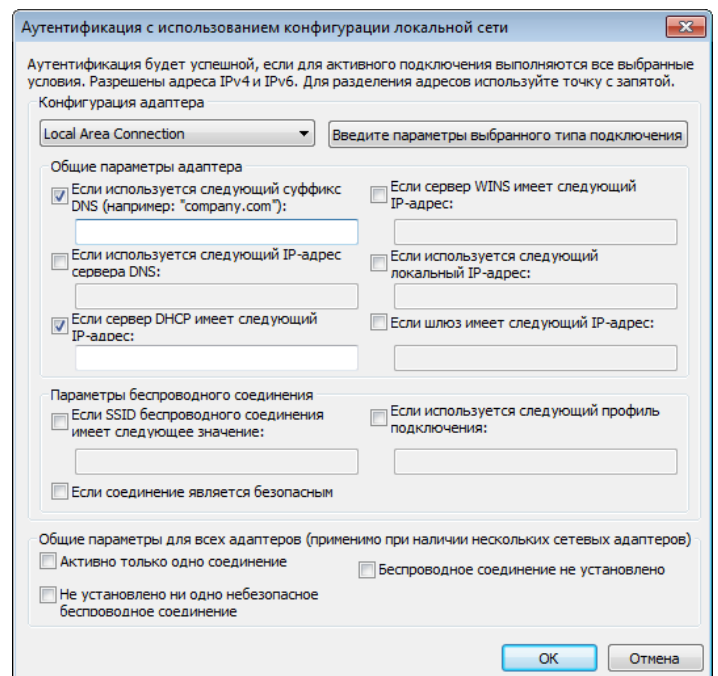 Аутентификация с использованием конфигурации локальной сети
Аутентификация будет успешной, если для активного подключения выполняются все выбранные
условия. Разрешены адреса IPv4 и IPv6. Для разделения адресов используйте точку с запятой.
Конфигурация адаптера
Local Area Connection
Введите параметры выбранного типа подключения
Общие параметры адаптера
Если используется следующий суффикс
DNS (например: "company.com"):
Если сервер WINS имеет следующий
IP-адрес:
Если используется следующий IP-адрес
сервера DNS:
Если используется следующий
локальный IP-адрес:
Если сервер DHCP имеет следующий
IP-адрес:
Если шлюз имеет следующий IP-адрес:
Параметры беспроводного соединения
Если SSID беспроводного соединения
имеет следующее значение:
Если используется следующий профиль
подключения:
Если соединение является безопасным
Общие параметры для всех адаптеров (применимо при наличии нескольких сетевых адаптеров)
Активно только одно соединение
Беспроводное соединение не установлено
Не установлено ни одно небезопасное
беспроводное соединение
OK
Отмена